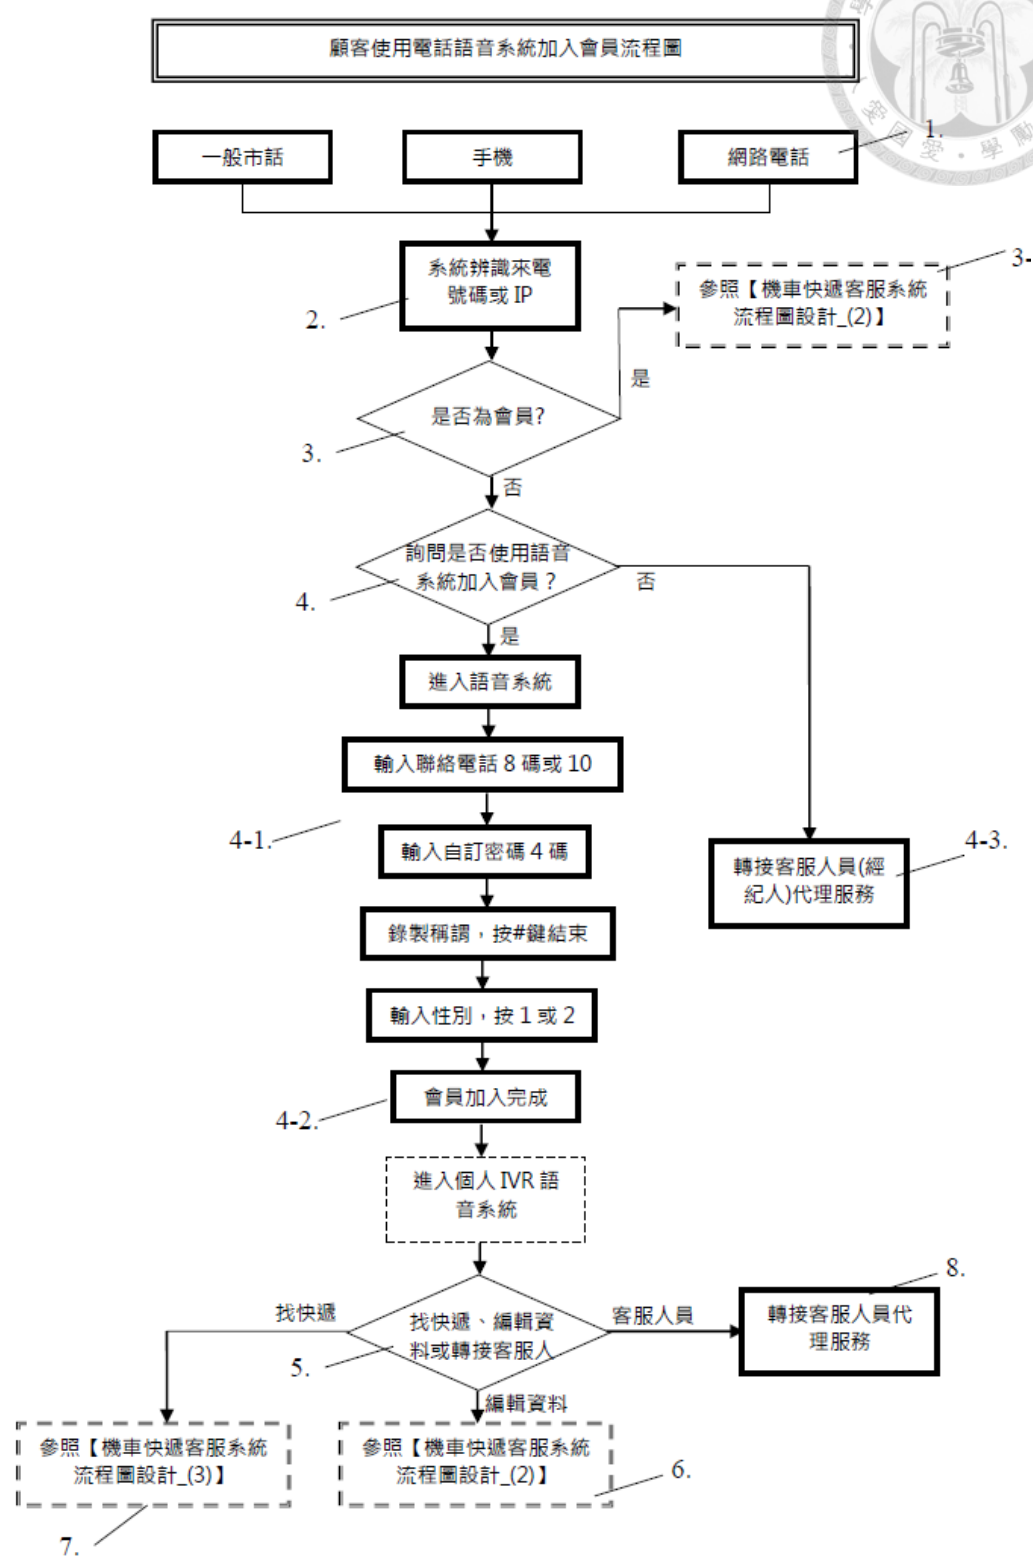 顧客使用電話語音系統加入會員流程圖
一般市話
手機
網路電話
1.
系統辨識來電
號碼或 IP
2.
3-
參照【機車快遞客服系統
流程圖設計_(2)】
是
是否為會員?
3.
否
詢問是否使用語音
系統加入會員？
4.
否
是
進入語音系統
輸入聯絡電話 8 碼或 10
4-1.
輸入自訂密碼 4 碼
4-3.
轉接客服人員(經
紀人)代理服務
錄製稱謂，按#鍵結束
輸入性別，按 1 或 2
會員加入完成
4-2.
進入個人 IVR 語
音系統
8.
找快遞
找快遞、編輯資
料或轉接客服人
5.
客服人員
轉接客服人員代
理服務
編輯資料
參照【機車快遞客服系統
流程圖設計_(3)】
參照【機車快遞客服系統
流程圖設計_(2)】
6.
7.
愛國愛‧學勵